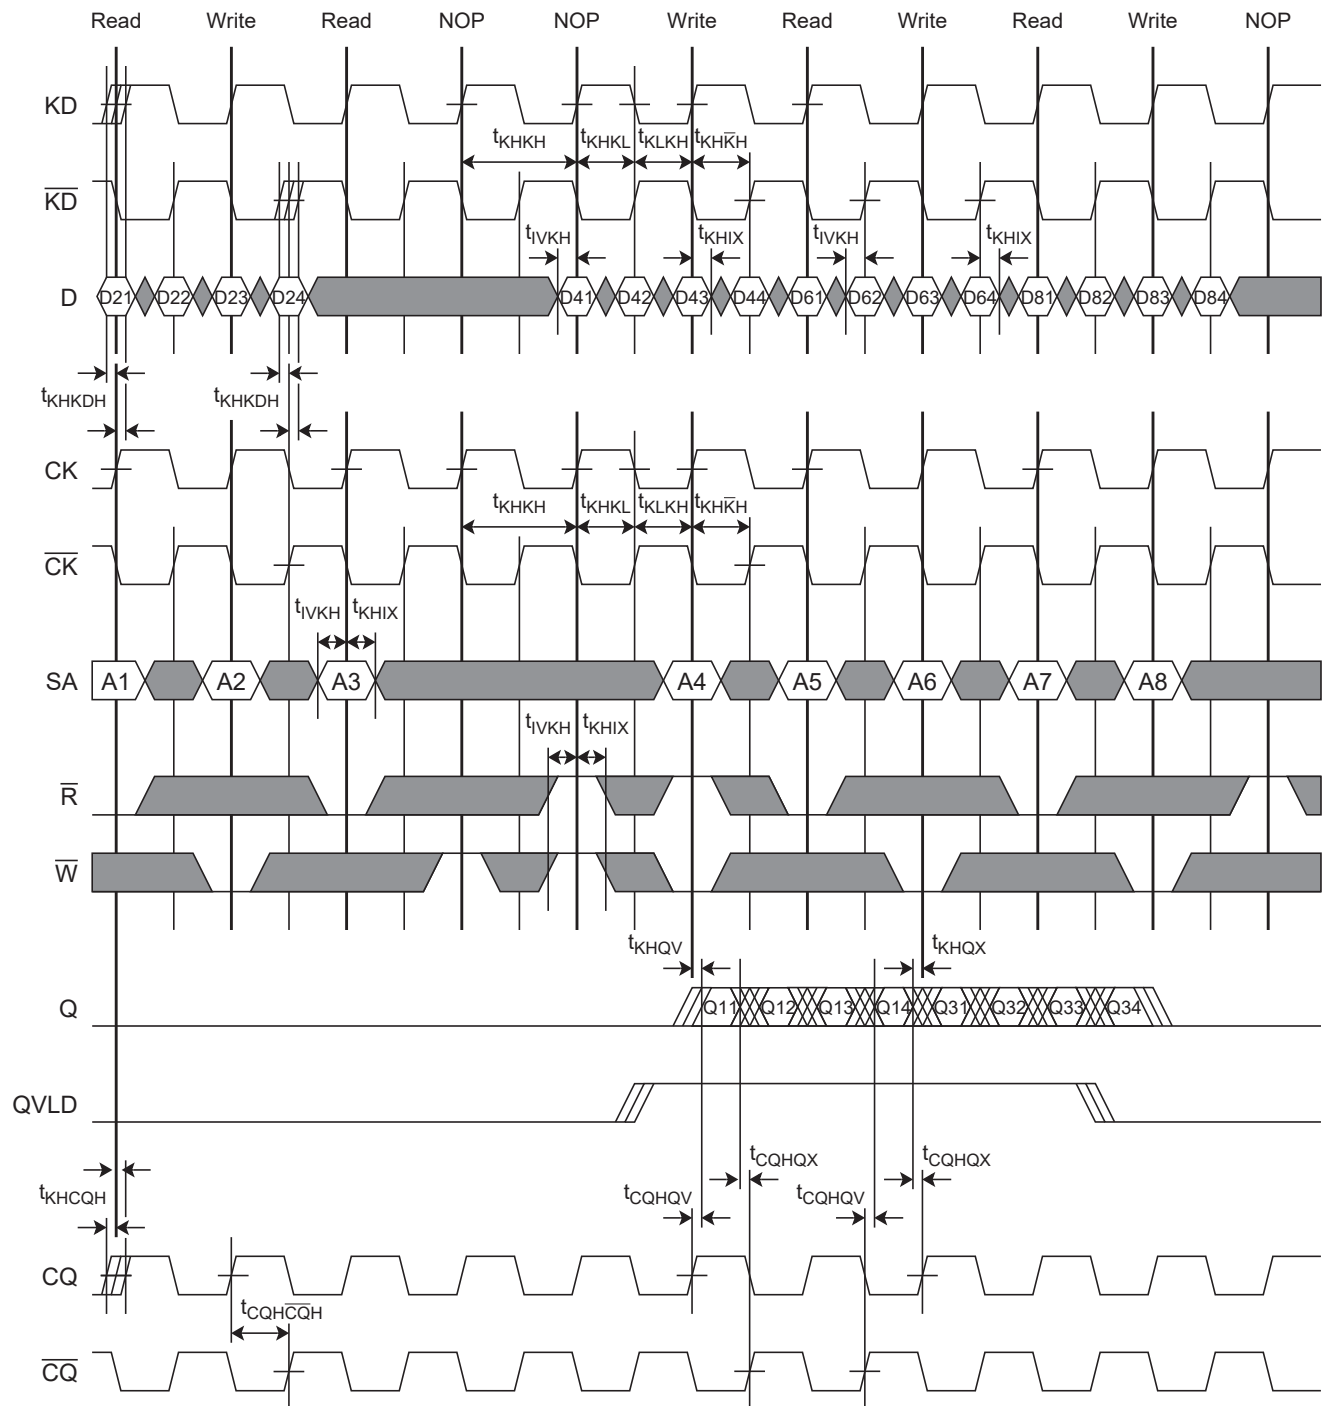 Read Write Read NOP NOP Write Read Write Read Write NOP
KD
tKHKH tKHKL tKLKH tKHK̅H
K̅D̅
tIVKH tKHIX tIVKH tKHIX
D D21 D22 D23 D24 D41 D42 D43 D44 D61 D62 D63 D64 D81 D82 D83 D84
tKHKDH tKHKDH
CK
tKHKH tKHKL tKLKH tKHK̅H
C̅K̅
tIVKH tKHIX
SA A1 A2 A3 A4 A5 A6 A7 A8
tIVKH tKHIX
R̅
W̅
tKHQV tKHQX
Q Q11 Q12 Q13 Q14 Q31 Q32 Q33 Q34
QVLD
tCQHQX tCQHQX
tKHCQH tCQHQV tCQHQV
CQ
tCQHC̅Q̅H
C̅Q̅